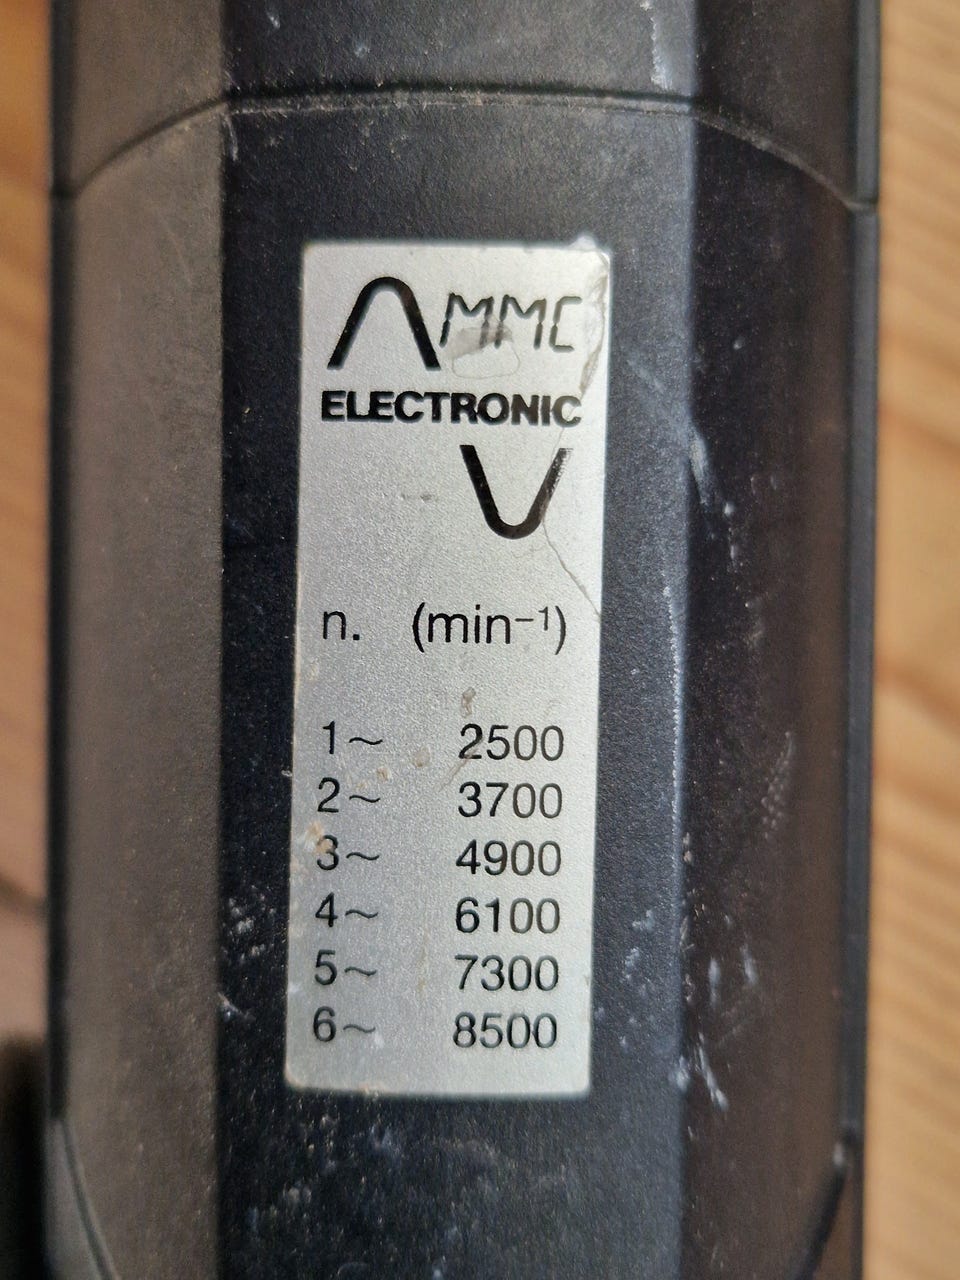 MMC
ELECTRONIC
n. (min⁻¹)
1~ 2500
2~ 3700
3~ 4900
4~ 6100
5~ 7300
6~ 8500